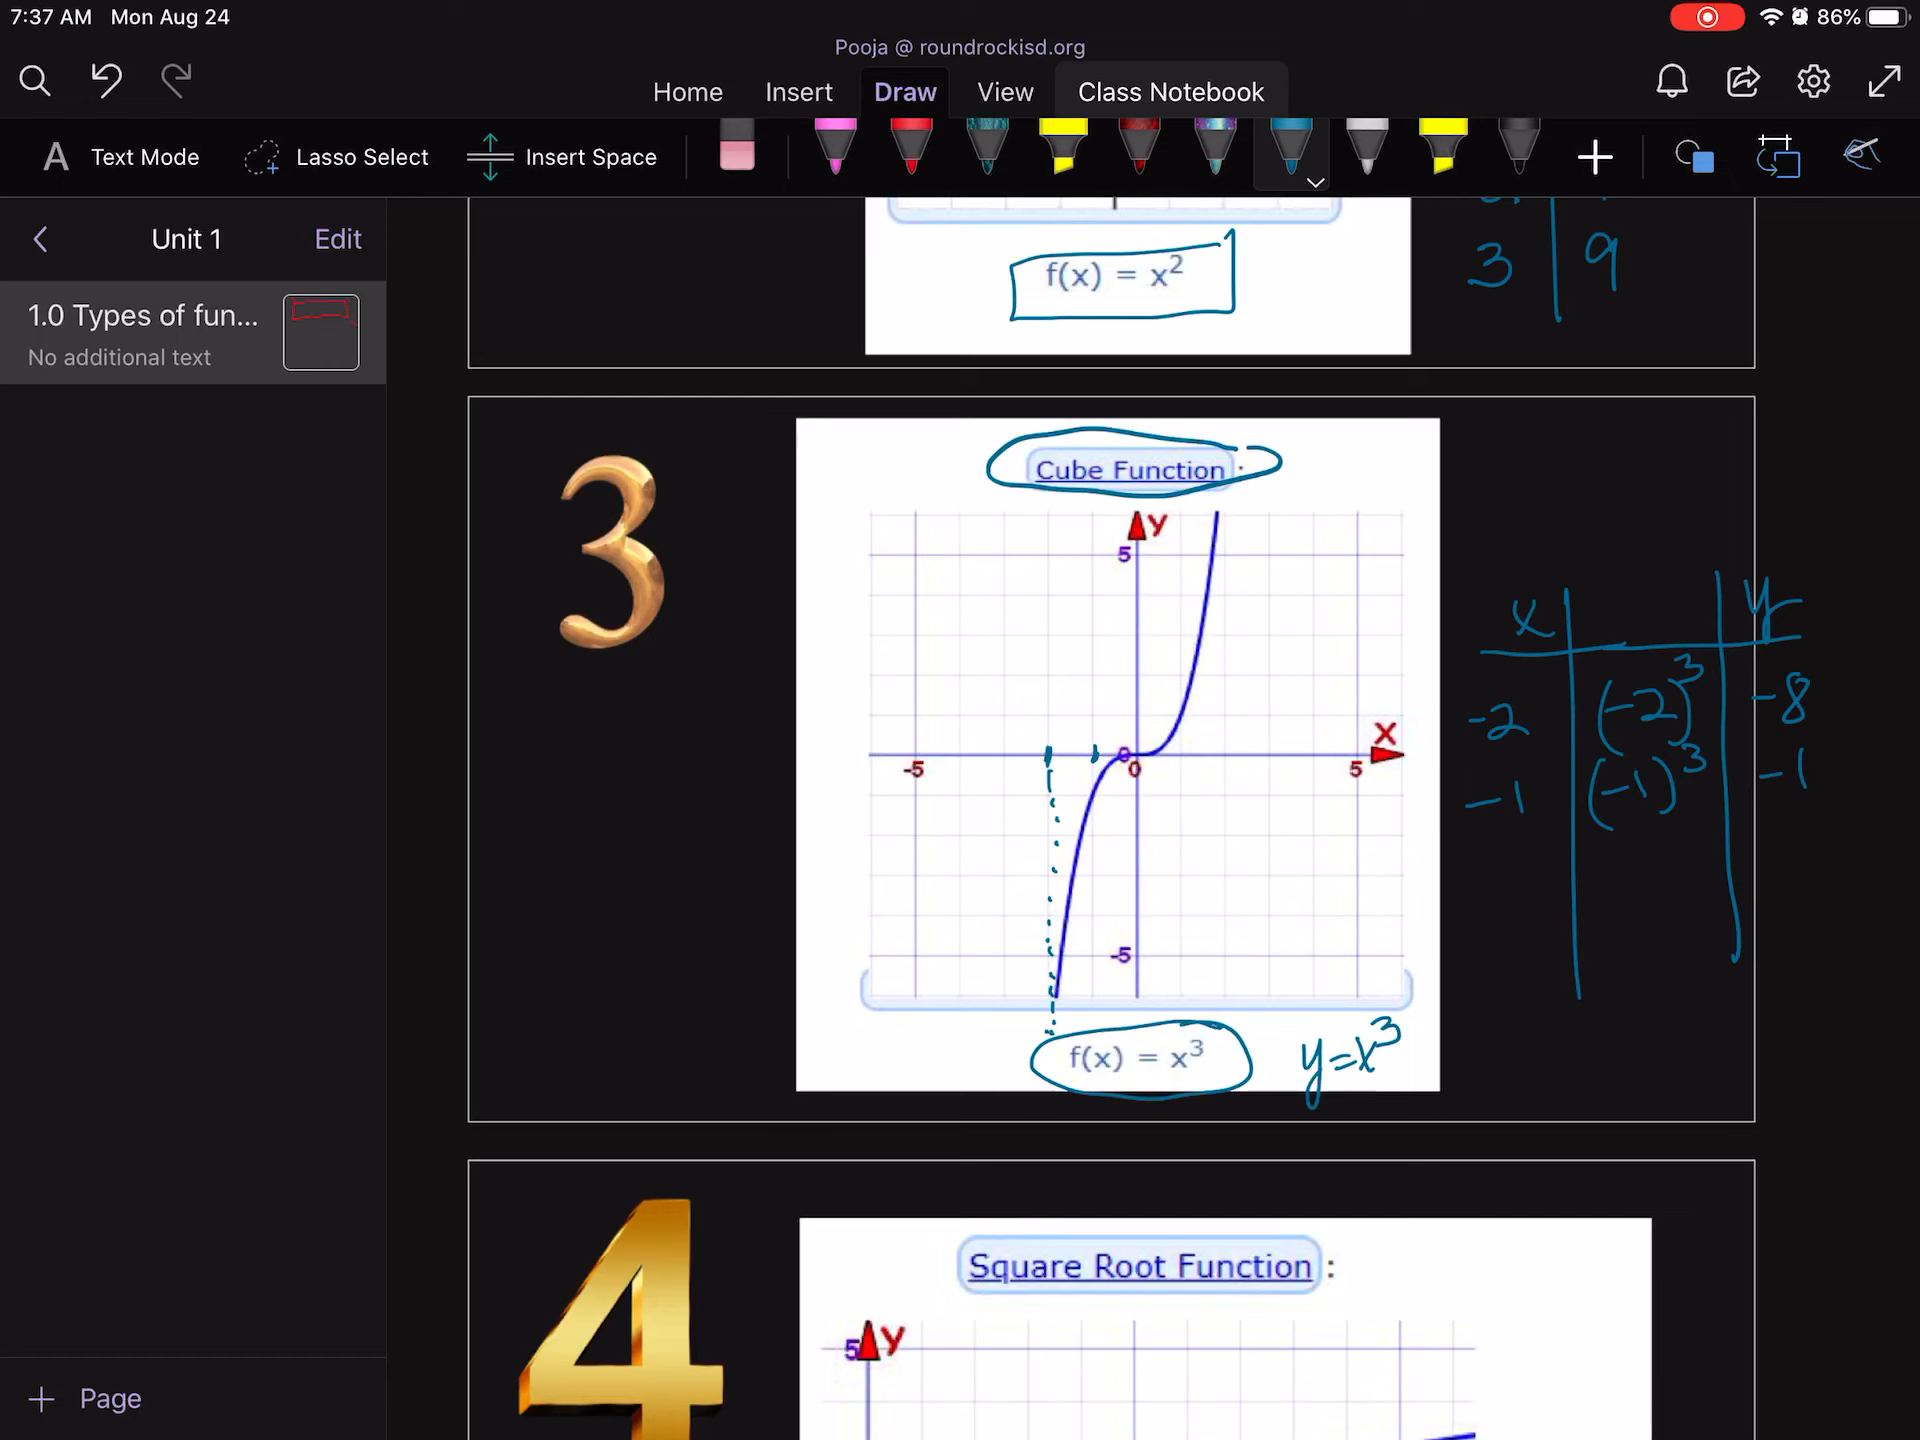 7:37 AM Mon Aug 24
86%
Pooja @ roundrockisd.org
Home Insert Draw View Class Notebook
A Text Mode Lasso Select Insert Space
Unit 1 Edit
1.0 Types of fun...
No additional text
f(x) = x²
3 | 9
3
Cube Function :
Y
5
X
-5 0 0 5
-5
f(x) = x³
y=x³
x y
-2 (-2)³ -8
-1 (-1)³ -1
4
Square Root Function :
5 Y
+ Page